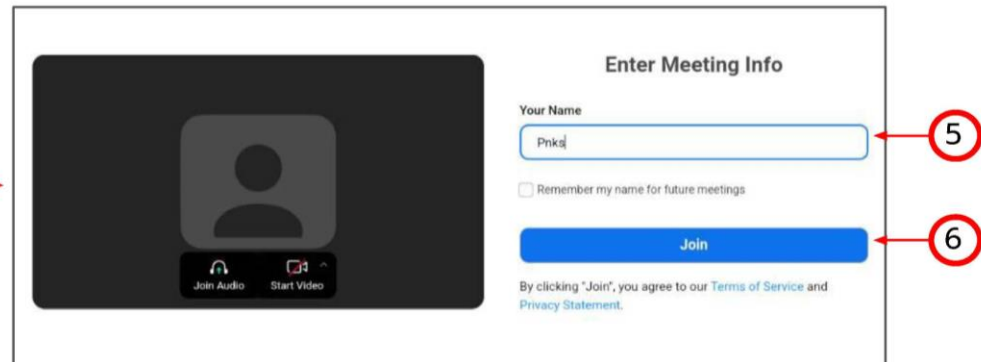 Enter Meeting Info
Your Name
Pnks
5
Remember my name for future meetings
Join
6
Join Audio Start Video
By clicking "Join", you agree to our Terms of Service and
Privacy Statement.